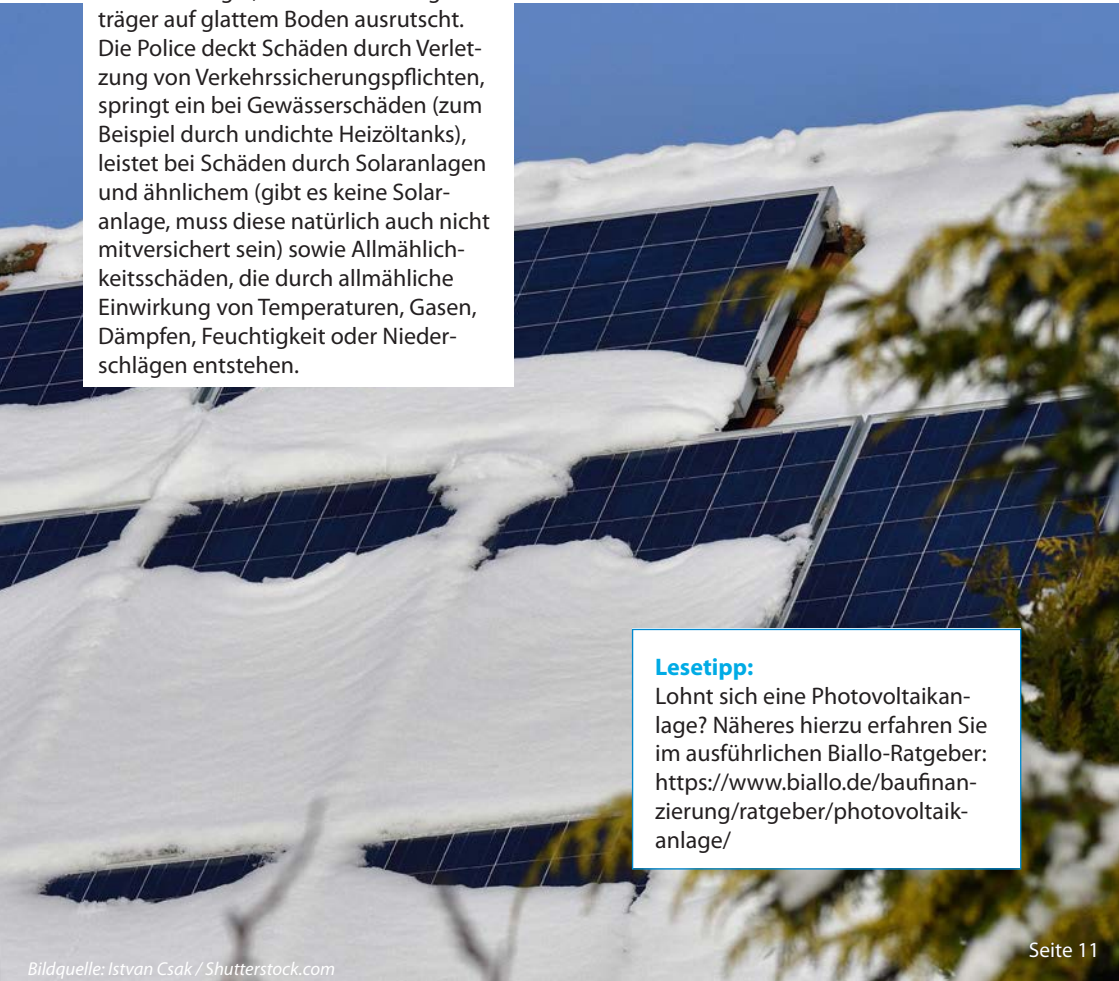 träger auf glattem Boden ausrutscht.
Die Police deckt Schäden durch Verlet-
zung von Verkehrssicherungspflichten,
springt ein bei Gewässerschäden (zum
Beispiel durch undichte Heizöltanks),
leistet bei Schäden durch Solaranlagen
und ähnlichem (gibt es keine Solar-
anlage, muss diese natürlich auch nicht
mitversichert sein) sowie Allmählich-
keitsschäden, die durch allmähliche
Einwirkung von Temperaturen, Gasen,
Dämpfen, Feuchtigkeit oder Nieder-
schlägen entstehen.
Lesetipp:
Lohnt sich eine Photovoltaikan-
lage? Näheres hierzu erfahren Sie
im ausführlichen Biallo-Ratgeber:
https://www.biallo.de/baufinan-
zierung/ratgeber/photovoltaik-
anlage/
Bildquelle: Istvan Csak / Shutterstock.com
Seite 11